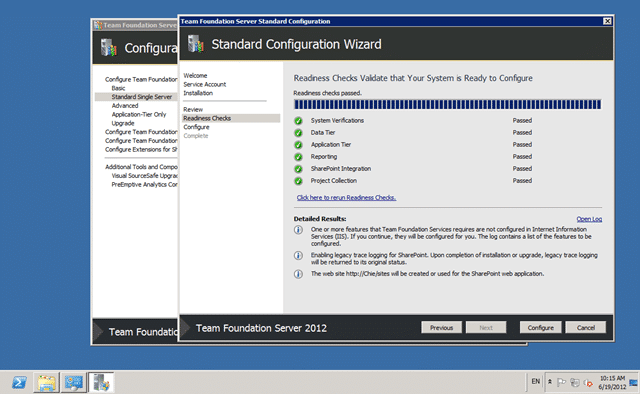 Team Foundation Server
Configura
Configure Team Foundation
Basic
Standard Single Server
Advanced
Application-Tier Only
Upgrade
Configure Team Foundation
Configure Team Foundation
Configure Extensions for Sh
Additional Tools and Compo
Visual SourceSafe Upgra
PreEmptive Analytics Cor
Team Founda
Team Foundation Server Standard Configuration
Standard Configuration Wizard
Welcome
Service Account
Installation
Review
Readiness Checks
Configure
Complete
Readiness Checks Validate that Your System is Ready to Configure
Readiness checks passed.
System Verifications Passed
Data Tier Passed
Application Tier Passed
Reporting Passed
SharePoint Integration Passed
Project Collection Passed
Click here to rerun Readiness Checks.
Detailed Results: Open Log
One or more features that Team Foundation Services requires are not configured in Internet Information
Services (IIS). If you continue, they will be configured for you. The log contains a list of the features to be
configured.
Enabling legacy trace logging for SharePoint. Upon completion of installation or upgrade, legacy trace logging
will be returned to its original status.
The web site http://Chie/sites will be created or used for the SharePoint web application.
Team Foundation Server 2012
Previous Next Configure Cancel
EN 10:15 AM
6/19/2012